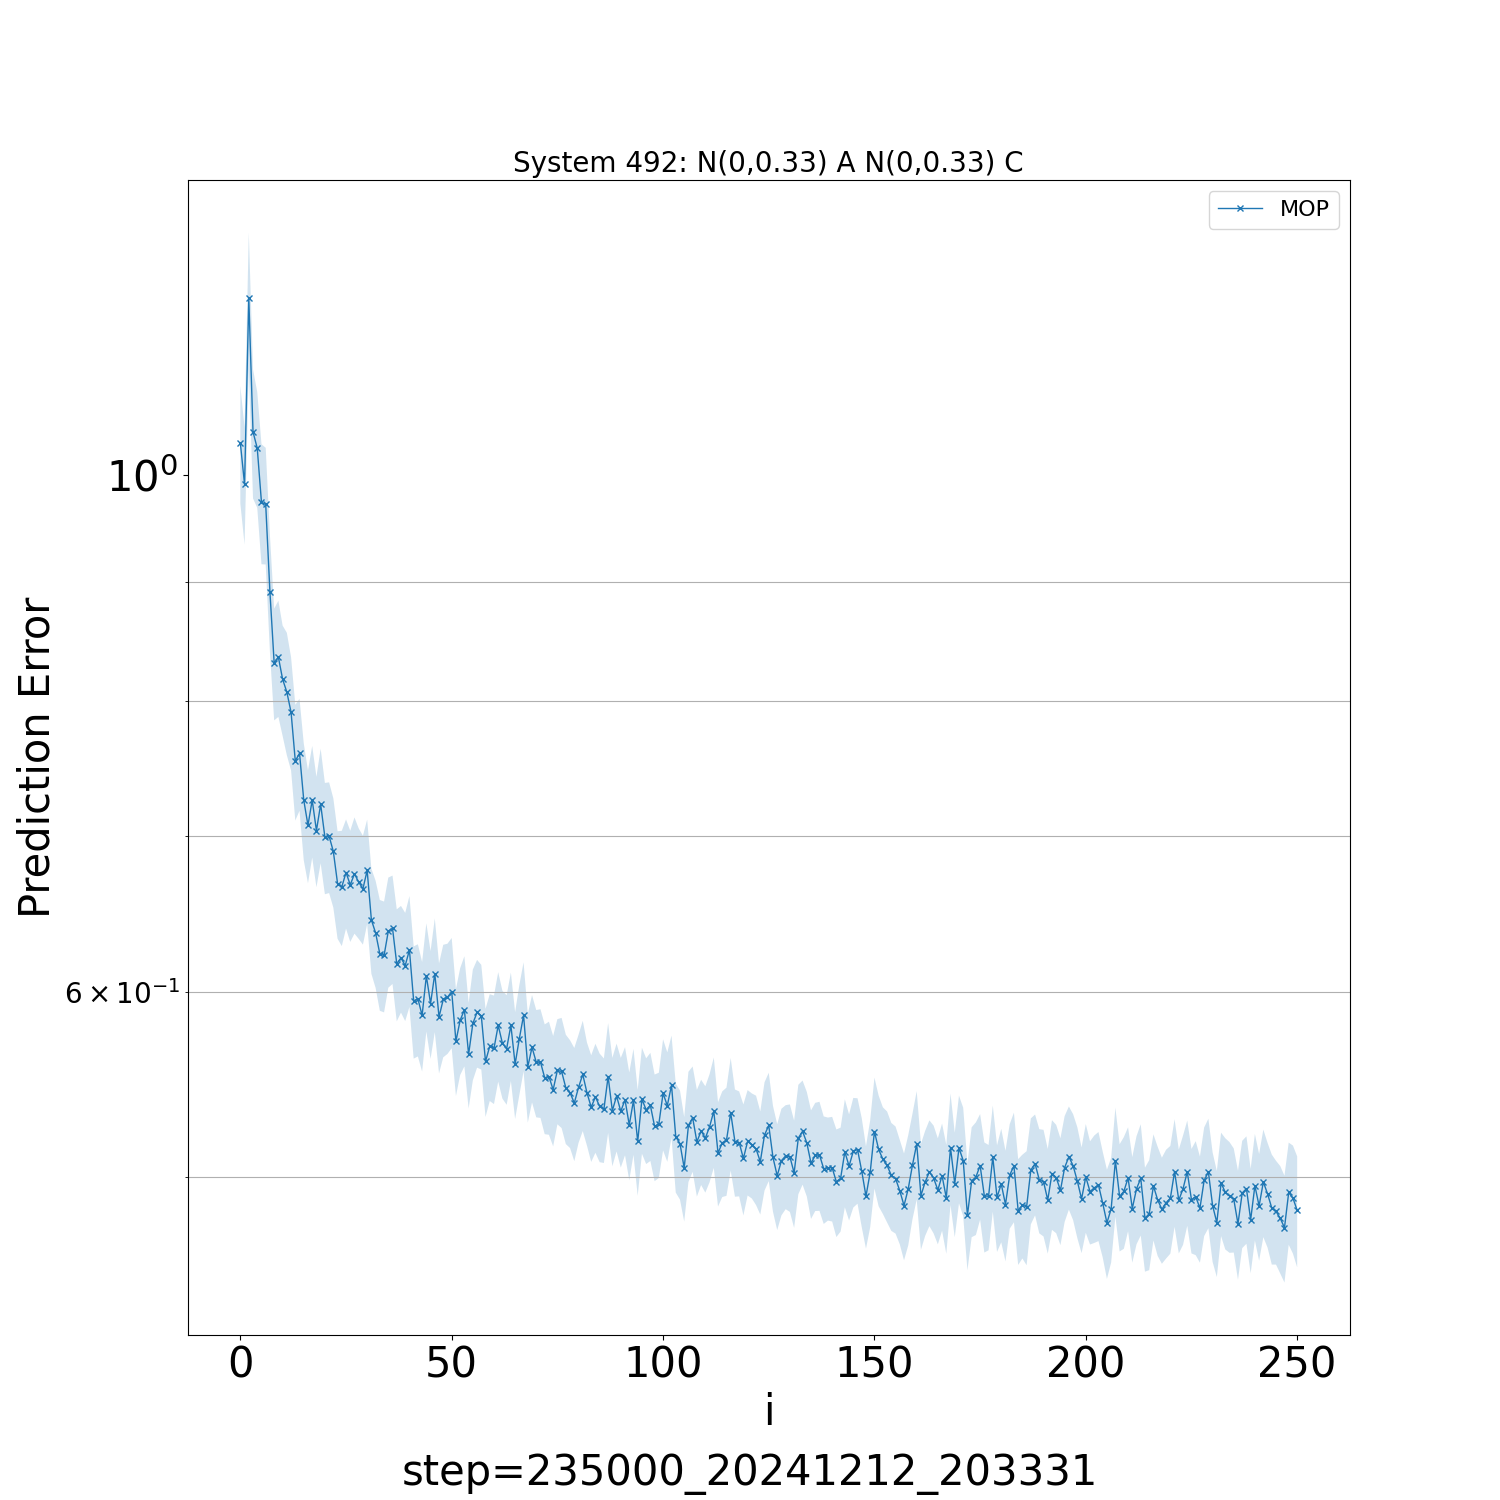 System 492: N(0,0.33) A N(0,0.33) C
MOP
Prediction Error
10⁰
6 × 10⁻¹
0 50 100 150 200 250
i
step=235000_20241212_203331